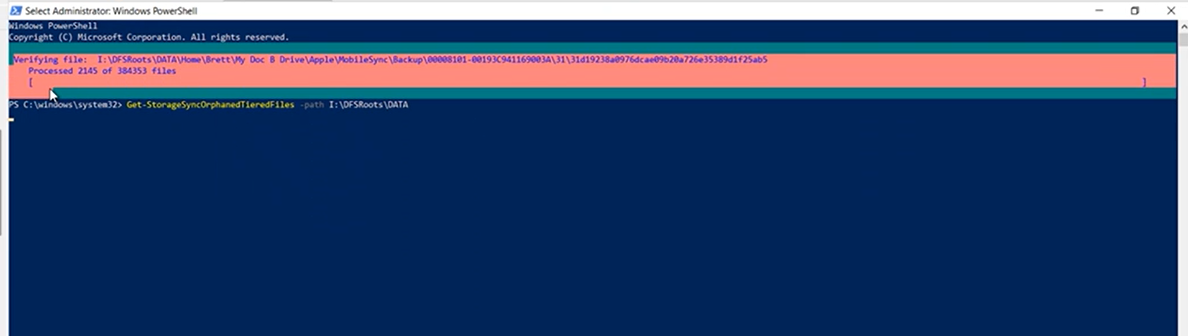 Select Administrator: Windows PowerShell
Windows PowerShell
Copyright (C) Microsoft Corporation. All rights reserved.
Verifying file: I:\DFSRoots\DATA\Home\Brett\My Doc B Drive\Apple\MobileSync\Backup\00008101-00193C941169003A\31\31d19238a0976dcae09b20a726e35389d1f25ab5
Processed 2145 of 384353 files
[ ]
PS C:\windows\system32> Get-StorageSyncOrphanedTieredFiles -path I:\DFSRoots\DATA